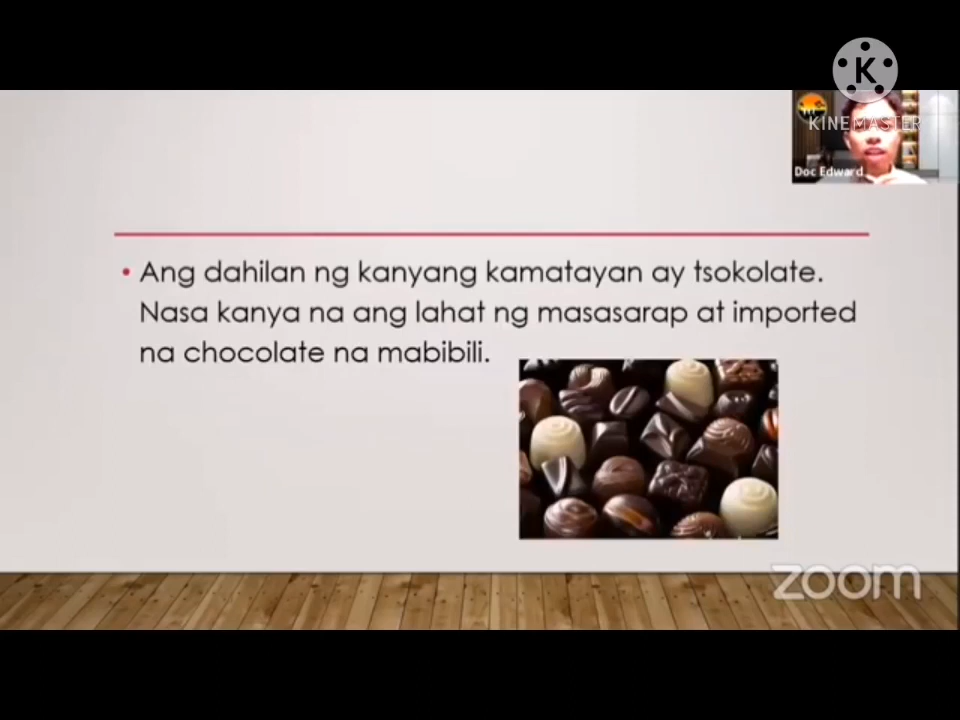 K
KINEMASTER
Doc Edward
• Ang dahilan ng kanyang kamatayan ay tsokolate.
Nasa kanya na ang lahat ng masasarap at imported
na chocolate na mabibili.
zoom